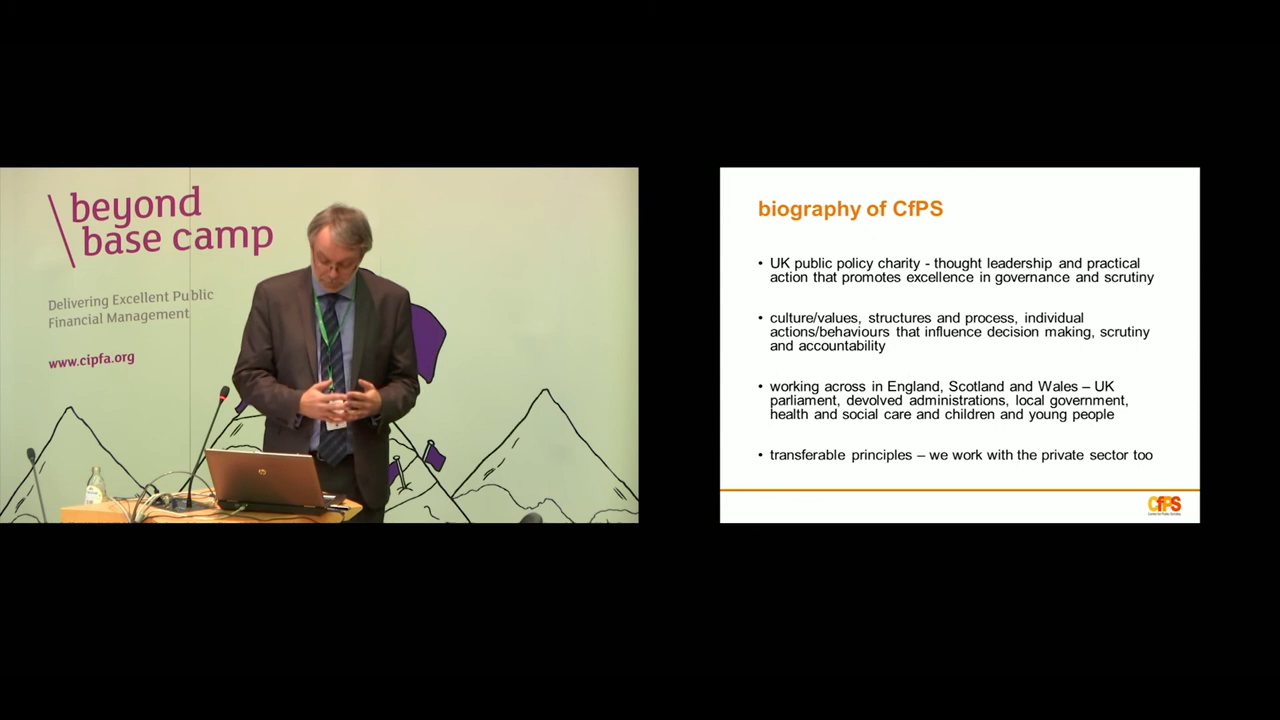 beyond
base camp
Delivering Excellent Public
Financial Management
www.cipfa.org
biography of CfPS
• UK public policy charity - thought leadership and practical
action that promotes excellence in governance and scrutiny
• culture/values, structures and process, individual
actions/behaviours that influence decision making, scrutiny
and accountability
• working across in England, Scotland and Wales – UK
parliament, devolved administrations, local government,
health and social care and children and young people
• transferable principles – we work with the private sector too
CfPS
Centre for Public Scrutiny